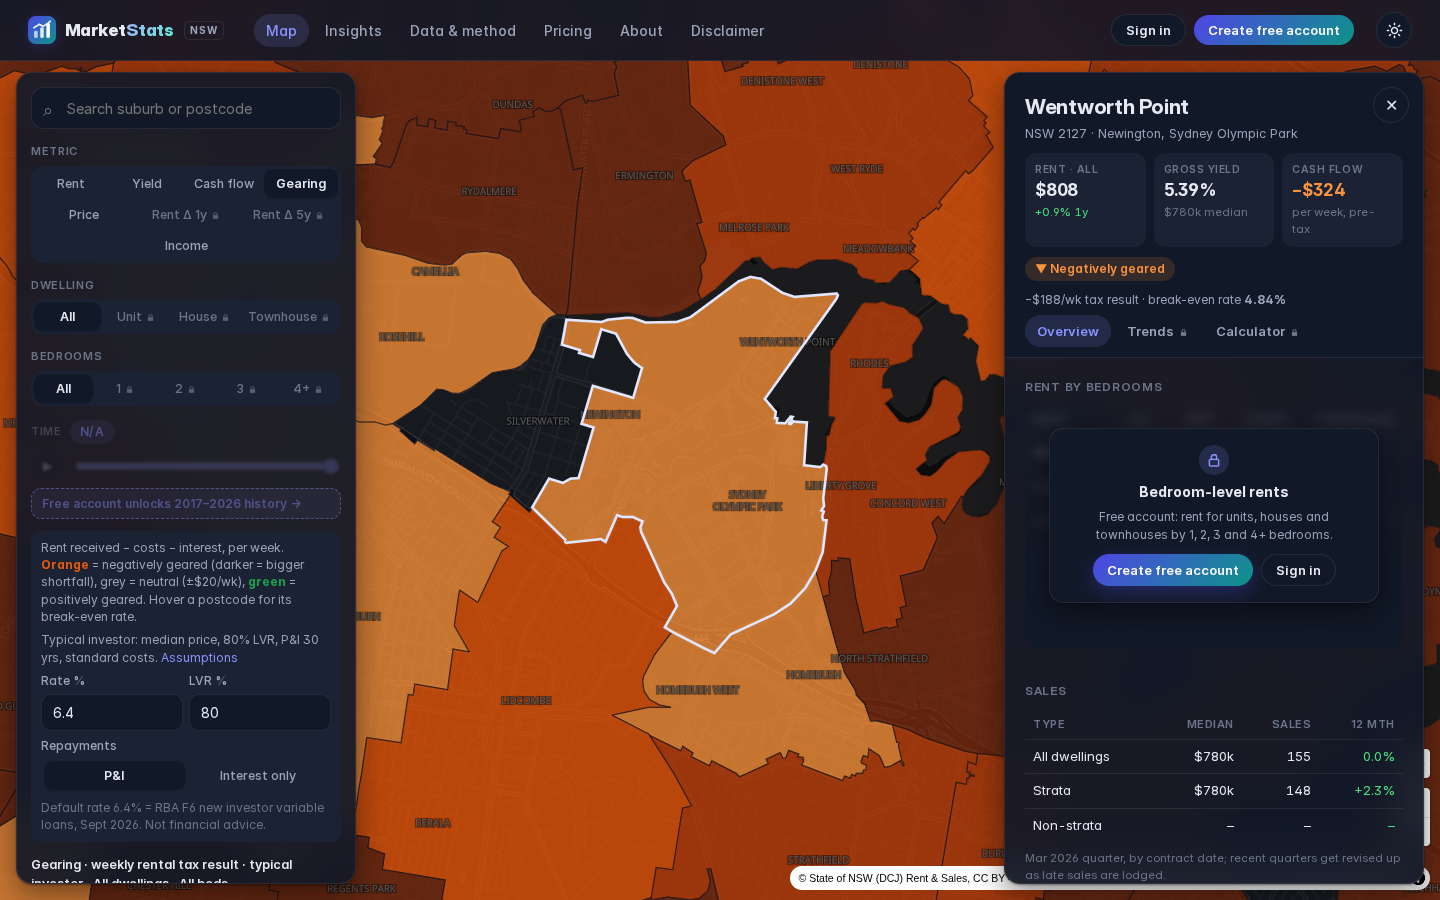 MarketStats NSW
Map Insights Data & method Pricing About Disclaimer
Sign in Create free account
Search suburb or postcode
METRIC
Rent Yield Cash flow Gearing
Price Rent Δ 1y Rent Δ 5y
Income
DWELLING
All Unit House Townhouse
BEDROOMS
All 1 2 3 4+
TIME N/A
Free account unlocks 2017–2026 history →
Rent received – costs – interest, per week.
Orange = negatively geared (darker = bigger
shortfall), grey = neutral (±$20/wk), green =
positively geared. Hover a postcode for its
break-even rate.
Typical investor: median price, 80% LVR, P&I 30
yrs, standard costs. Assumptions
Rate % LVR %
6.4 80
Repayments
P&I Interest only
Default rate 6.4% = RBA F6 new investor variable
loans, Sept 2026. Not financial advice.
Gearing · weekly rental tax result · typical
investor · All dwellings · All beds
DENISTONE
DENISTONE WEST
DUNDAS
WEST RYDE
ERMINGTON
RYDALMERE
MELROSE PARK
MEADOWBANK
CAMELLIA
ROSEHILL
WENTWORTH POINT
RHODES
NEWINGTON
SILVERWATER
LIBERTY GROVE
SYDNEY
OLYMPIC PARK
CONCORD WEST
M4
NORTH STRATHFIELD
HOMEBUSH
HOMEBUSH WEST
LIDCOMBE
BERALA
STRATHFIELD
CHESTER HILL
REGENTS PARK
© State of NSW (DCJ) Rent & Sales, CC BY
Wentworth Point
NSW 2127 · Newington, Sydney Olympic Park
RENT · ALL
$808
+0.9% 1y
GROSS YIELD
5.39%
$780k median
CASH FLOW
–$324
per week, pre-
tax
▼ Negatively geared
–$188/wk tax result · break-even rate 4.84%
Overview Trends Calculator
RENT BY BEDROOMS
Bedroom-level rents
Free account: rent for units, houses and
townhouses by 1, 2, 3 and 4+ bedrooms.
Create free account Sign in
SALES
TYPE MEDIAN SALES 12 MTH
All dwellings $780k 155 0.0%
Strata $780k 148 +2.3%
Non-strata – – –
Mar 2026 quarter, by contract date; recent quarters get revised up
as late sales are lodged.